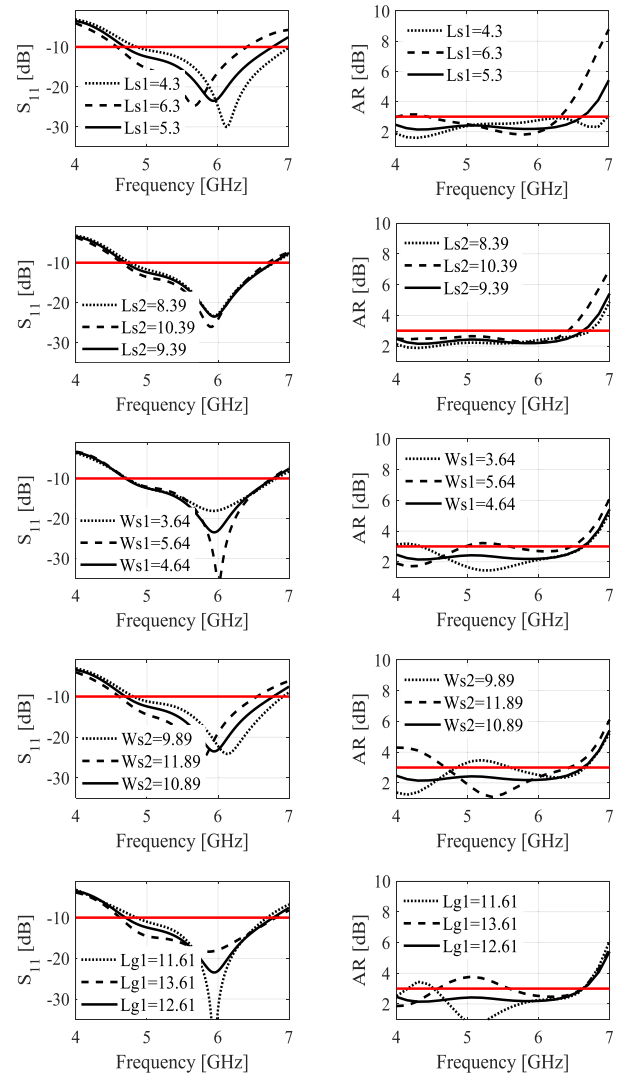 -10
-20
-30
S11 [dB]
Ls1=4.3
Ls1=6.3
Ls1=5.3
4 5 6 7
Frequency [GHz]
10
8
6
4
2
AR [dB]
Ls1=4.3
Ls1=6.3
Ls1=5.3
4 5 6 7
Frequency [GHz]
-10
-20
-30
S11 [dB]
Ls2=8.39
Ls2=10.39
Ls2=9.39
4 5 6 7
Frequency [GHz]
10
8
6
4
2
AR [dB]
Ls2=8.39
Ls2=10.39
Ls2=9.39
4 5 6 7
Frequency [GHz]
-10
-20
-30
S11 [dB]
Ws1=3.64
Ws1=5.64
Ws1=4.64
4 5 6 7
Frequency [GHz]
10
8
6
4
2
AR [dB]
Ws1=3.64
Ws1=5.64
Ws1=4.64
4 5 6 7
Frequency [GHz]
-10
-20
-30
S11 [dB]
Ws2=9.89
Ws2=11.89
Ws2=10.89
4 5 6 7
Frequency [GHz]
10
8
6
4
2
AR [dB]
Ws2=9.89
Ws2=11.89
Ws2=10.89
4 5 6 7
Frequency [GHz]
-10
-20
-30
S11 [dB]
Lg1=11.61
Lg1=13.61
Lg1=12.61
4 5 6 7
Frequency [GHz]
10
8
6
4
2
AR [dB]
Lg1=11.61
Lg1=13.61
Lg1=12.61
4 5 6 7
Frequency [GHz]